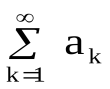 ∞
∑ a_k
k=1